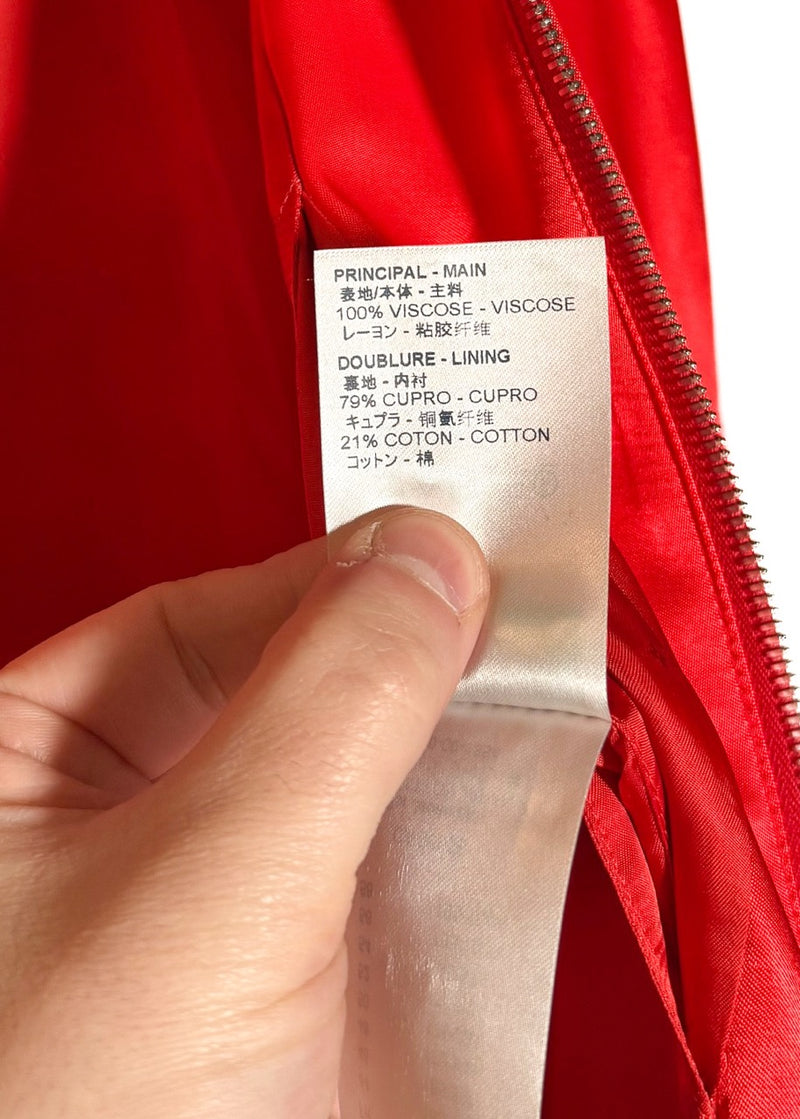 PRINCIPAL - MAIN
表地/本体 - 主料
100% VISCOSE - VISCOSE
レーヨン - 粘胶纤维
DOUBLURE - LINING
裏地 - 内衬
79% CUPRO - CUPRO
キュプラ - 铜氨纤维
21% COTON - COTTON
コットン - 棉